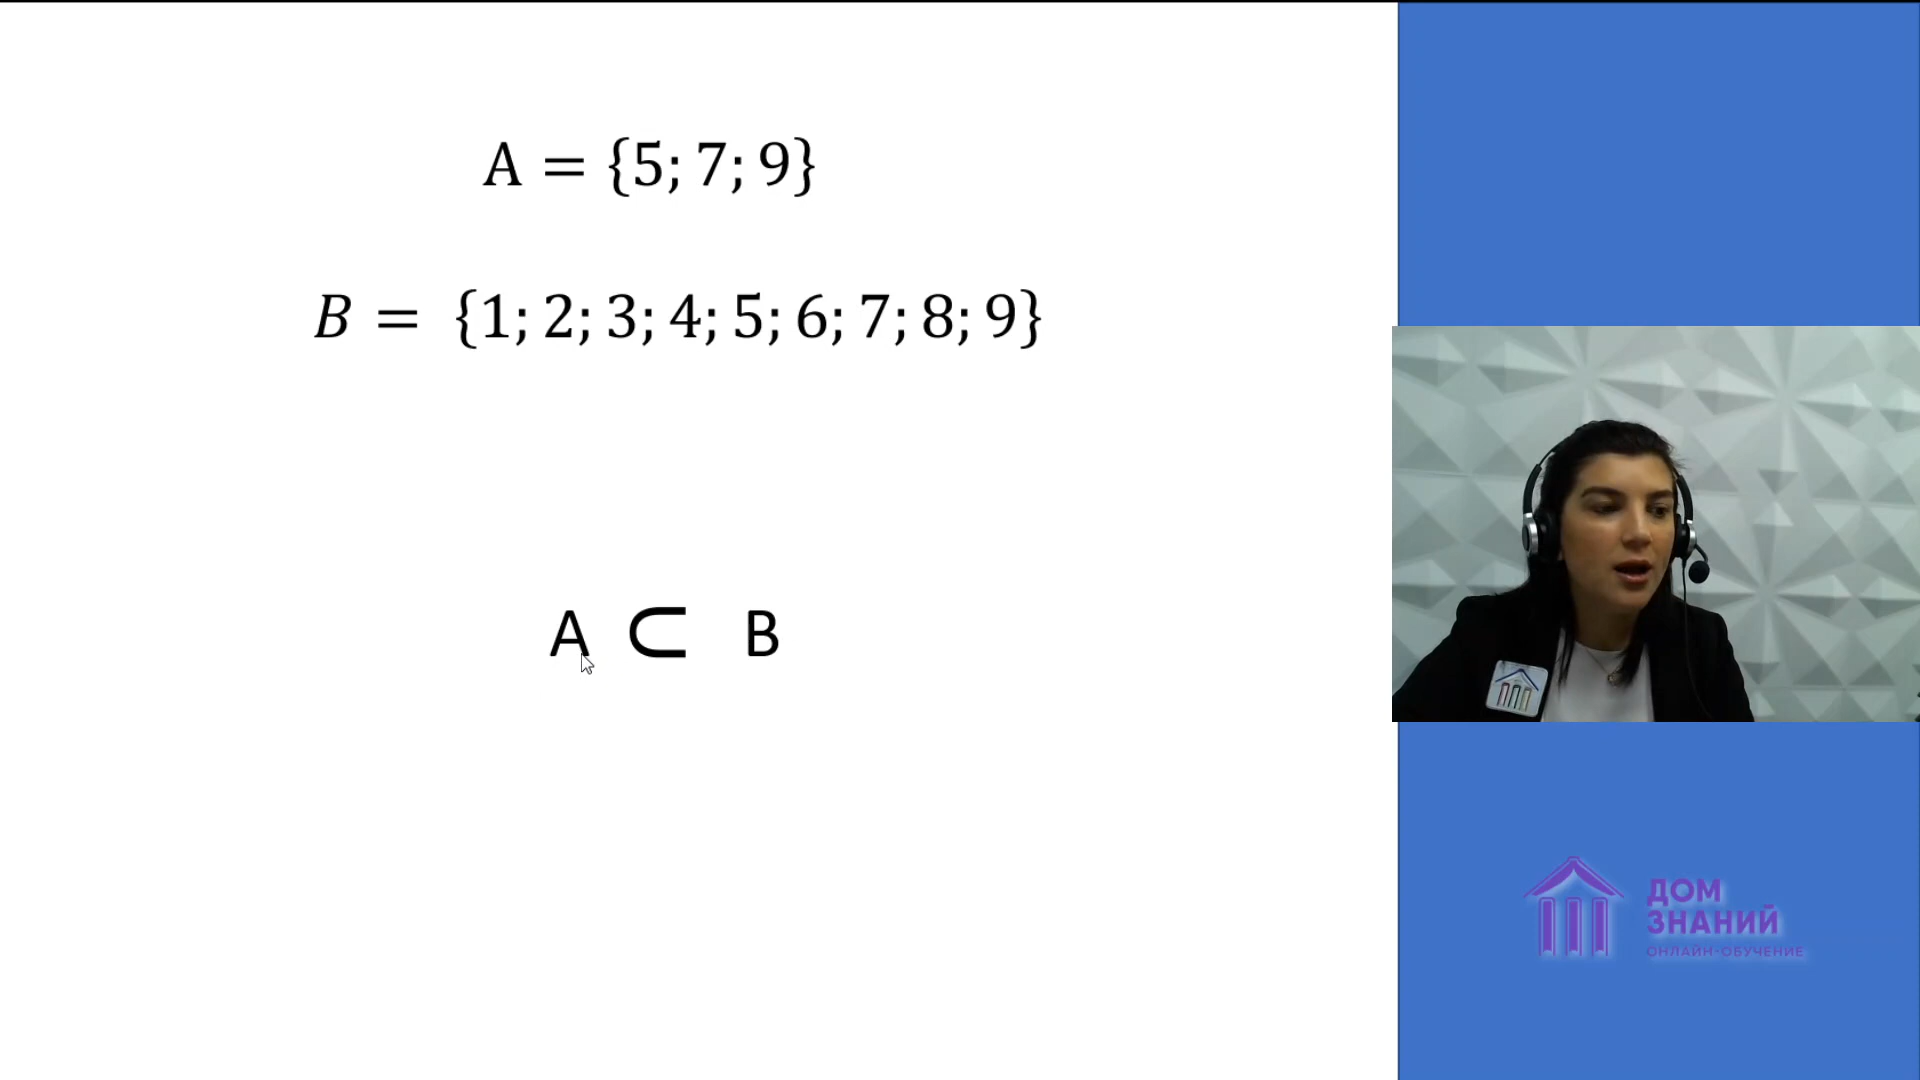 A = {5; 7; 9}
B = {1; 2; 3; 4; 5; 6; 7; 8; 9}
A ⊂ B
ДОМ
ЗНАНИЙ
ОНЛАЙН-ОБУЧЕНИЕ